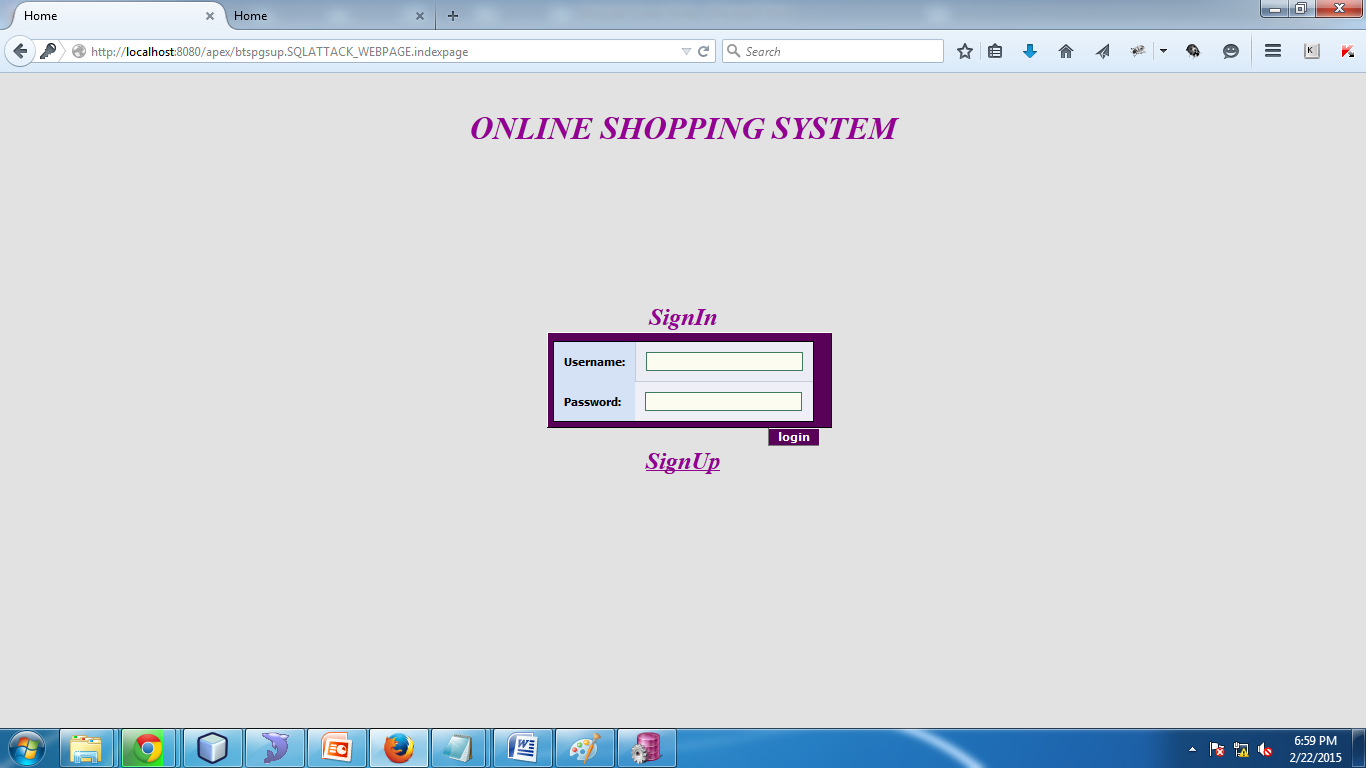 Home
Home
http://localhost:8080/apex/btspgsup.SQLATTACK_WEBPAGE.indexpage
Search
K
ONLINE SHOPPING SYSTEM
SignIn
Username:
Password:
login
SignUp
6:59 PM
2/22/2015